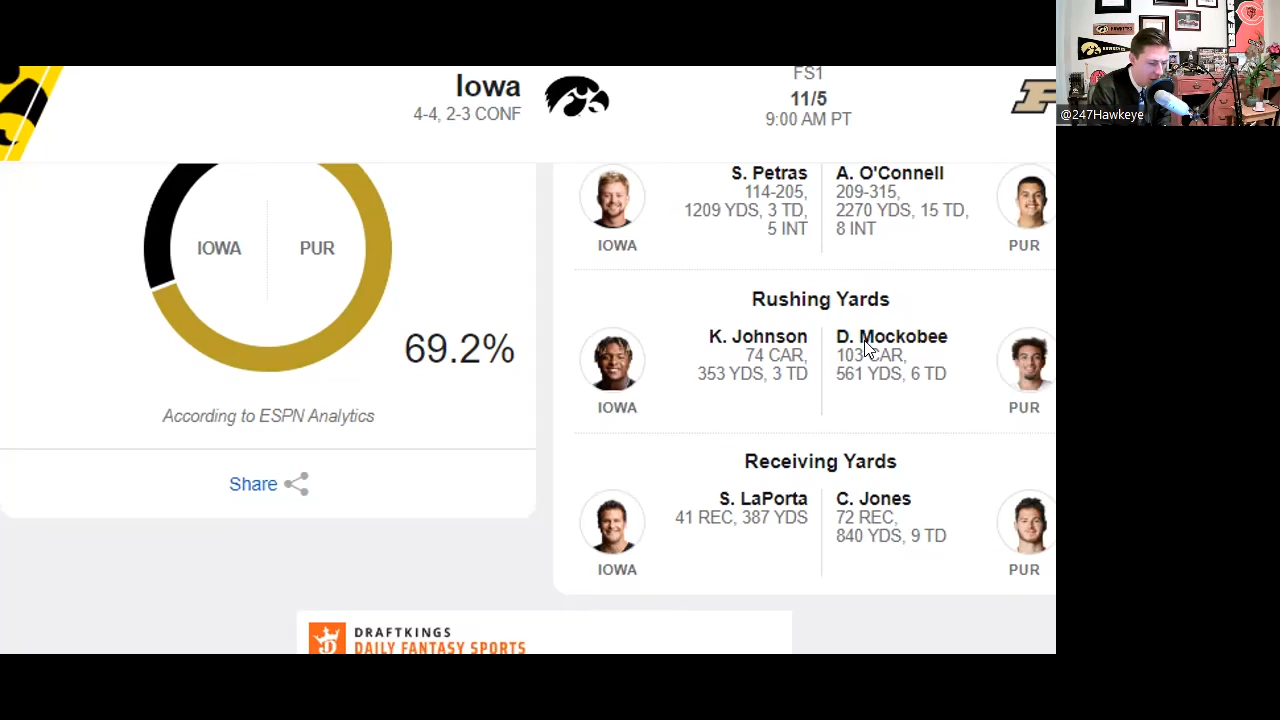 Iowa
4-4, 2-3 CONF
FS1
11/5
9:00 AM PT
@247Hawkeye
IOWA
PUR
69.2%
According to ESPN Analytics
Share
S. Petras
114-205,
1209 YDS, 3 TD,
5 INT
IOWA
A. O'Connell
209-315,
2270 YDS, 15 TD,
8 INT
PUR
Rushing Yards
K. Johnson
74 CAR,
353 YDS, 3 TD
IOWA
D. Mockobee
103 CAR,
561 YDS, 6 TD
PUR
Receiving Yards
S. LaPorta
41 REC, 387 YDS
IOWA
C. Jones
72 REC,
840 YDS, 9 TD
PUR
DRAFTKINGS
DAILY FANTASY SPORTS